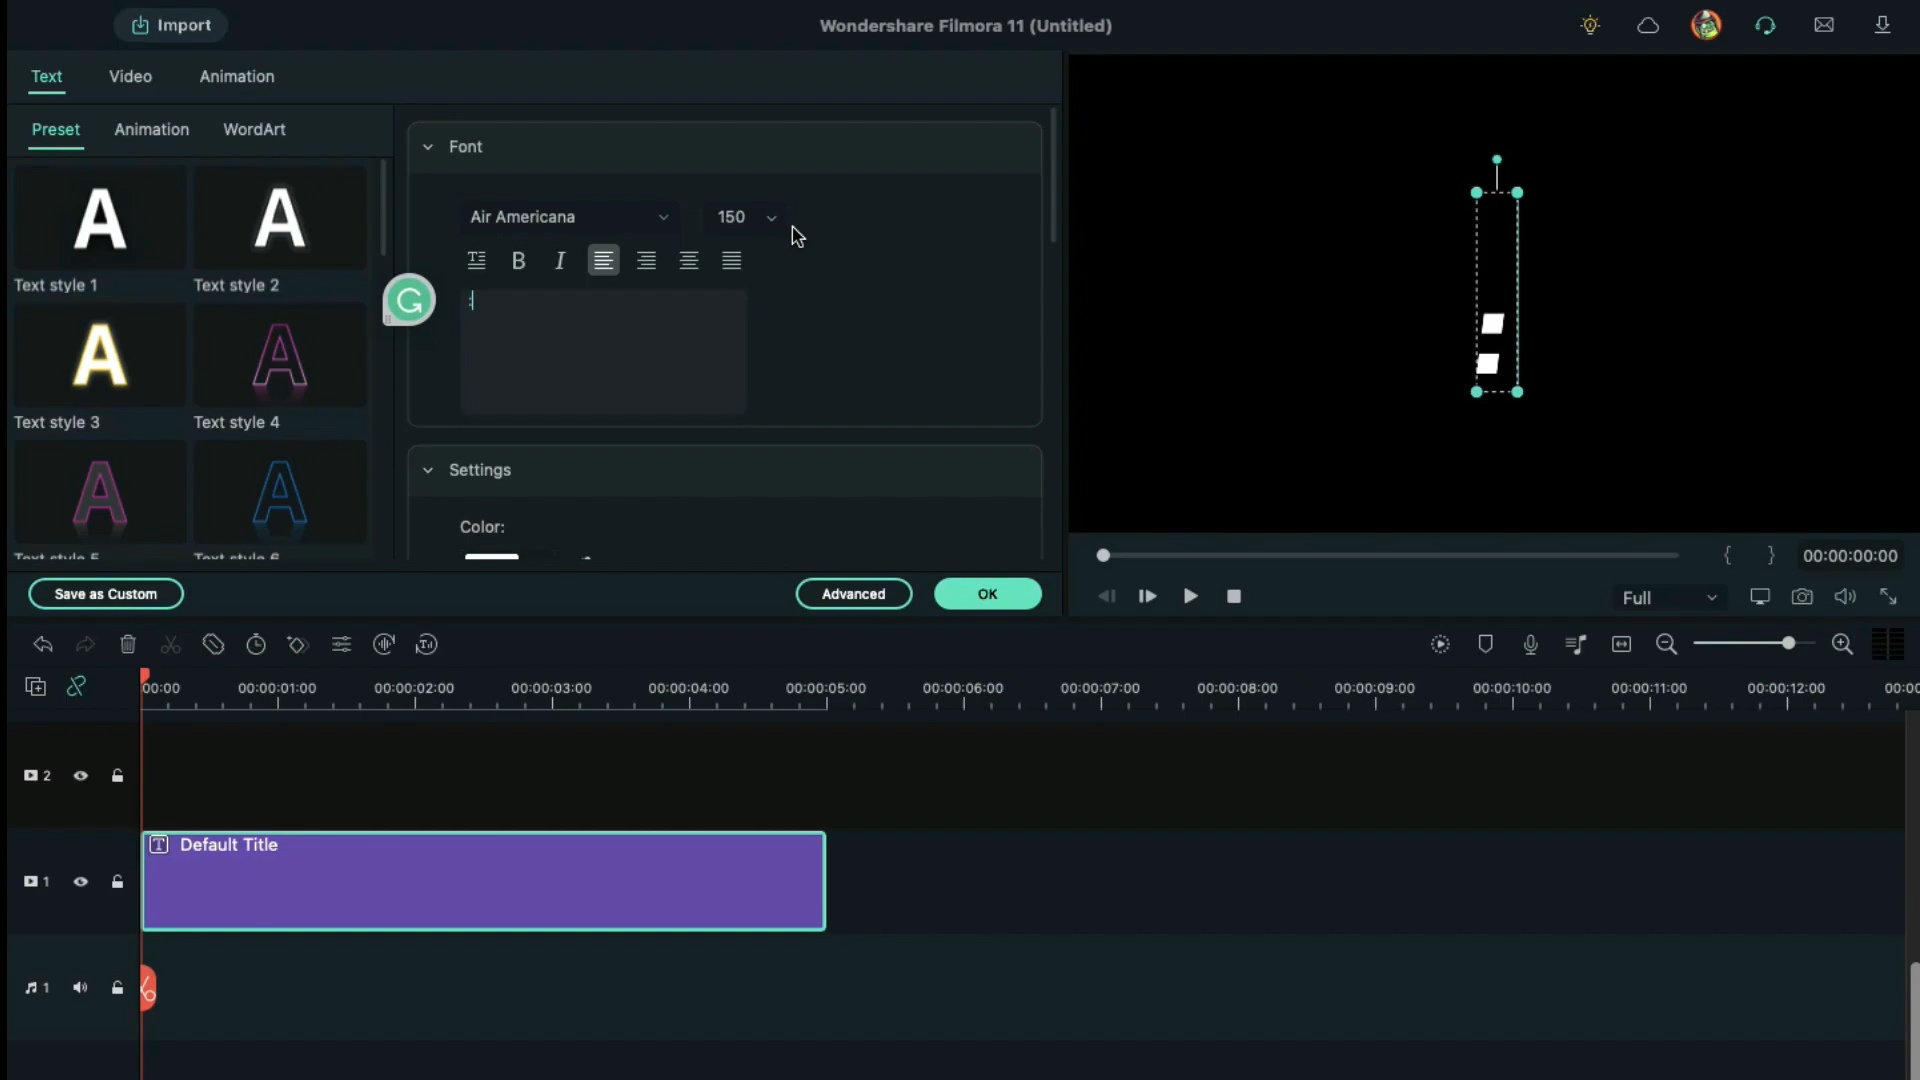 Import
Wondershare Filmora 11 (Untitled)
Text Video Animation
Preset Animation WordArt
Font
Air Americana 150
B I
:
A A
Text style 1 Text style 2
A A
Text style 3 Text style 4
Settings
A A
Color:
Text style 5 Text style 6
Save as Custom Advanced OK
{ } 00:00:00:00
Full
00:00 00:00:01:00 00:00:02:00 00:00:03:00 00:00:04:00 00:00:05:00 00:00:06:00 00:00:07:00 00:00:08:00 00:00:09:00 00:00:10:00 00:00:11:00 00:00:12:00 00:00
2
T Default Title
1
1